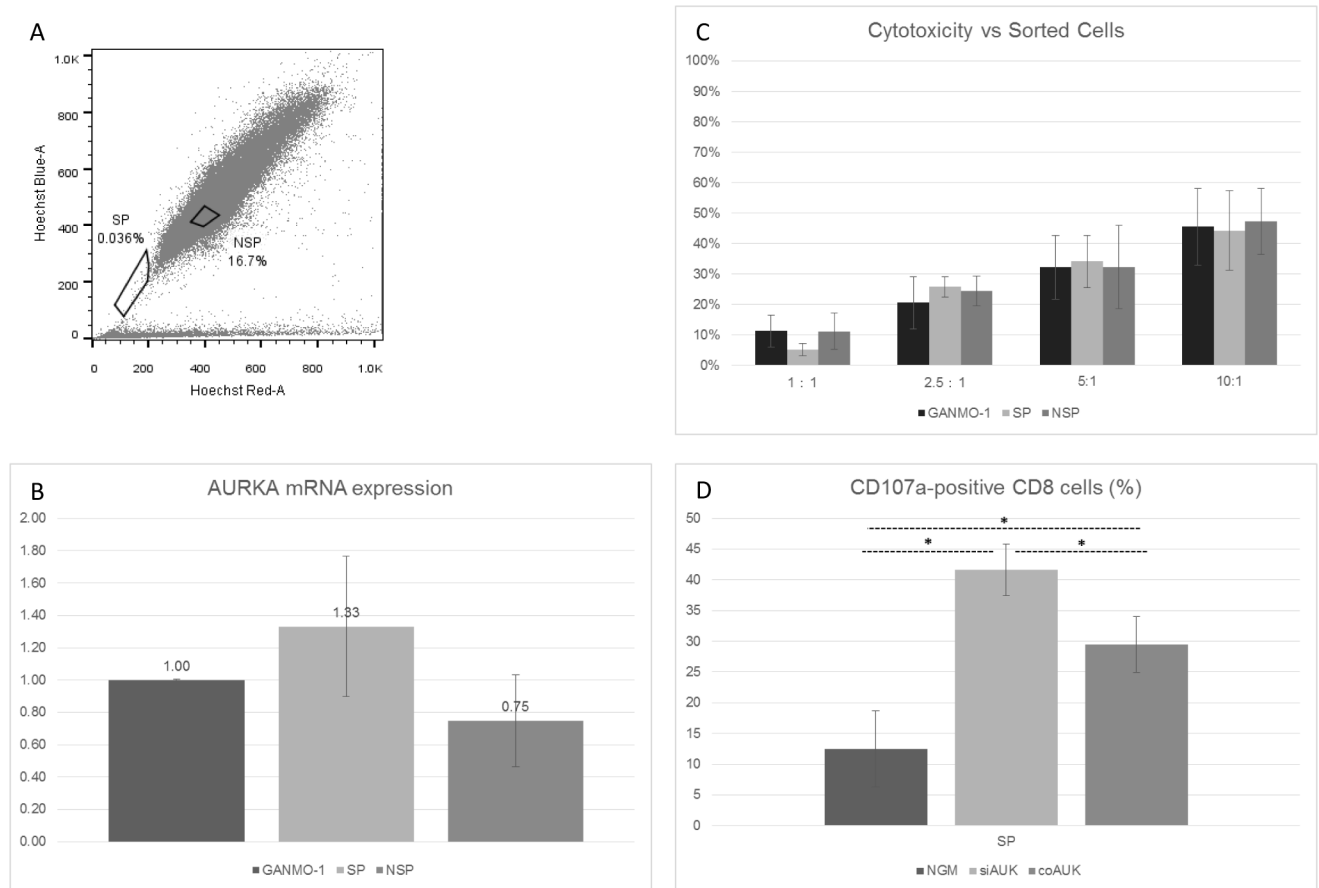 A
1.0K
800
600
400
200
0
Hoechst Blue-A
SP
0.036%
NSP
16.7%
0 200 400 600 800 1.0K
Hoechst Red-A
C
Cytotoxicity vs Sorted Cells
100%
90%
80%
70%
60%
50%
40%
30%
20%
10%
0%
1 : 1 2.5 : 1 5:1 10:1
GANMO-1 SP NSP
B
AURKA mRNA expression
2.00
1.80
1.60
1.40
1.20
1.00
0.80
0.60
0.40
0.20
0.00
1.00
1.33
0.75
GANMO-1 SP NSP
D
CD107a-positive CD8 cells (%)
50
45
40
35
30
25
20
15
10
5
0
*
* *
SP
NGM siAUK coAUK